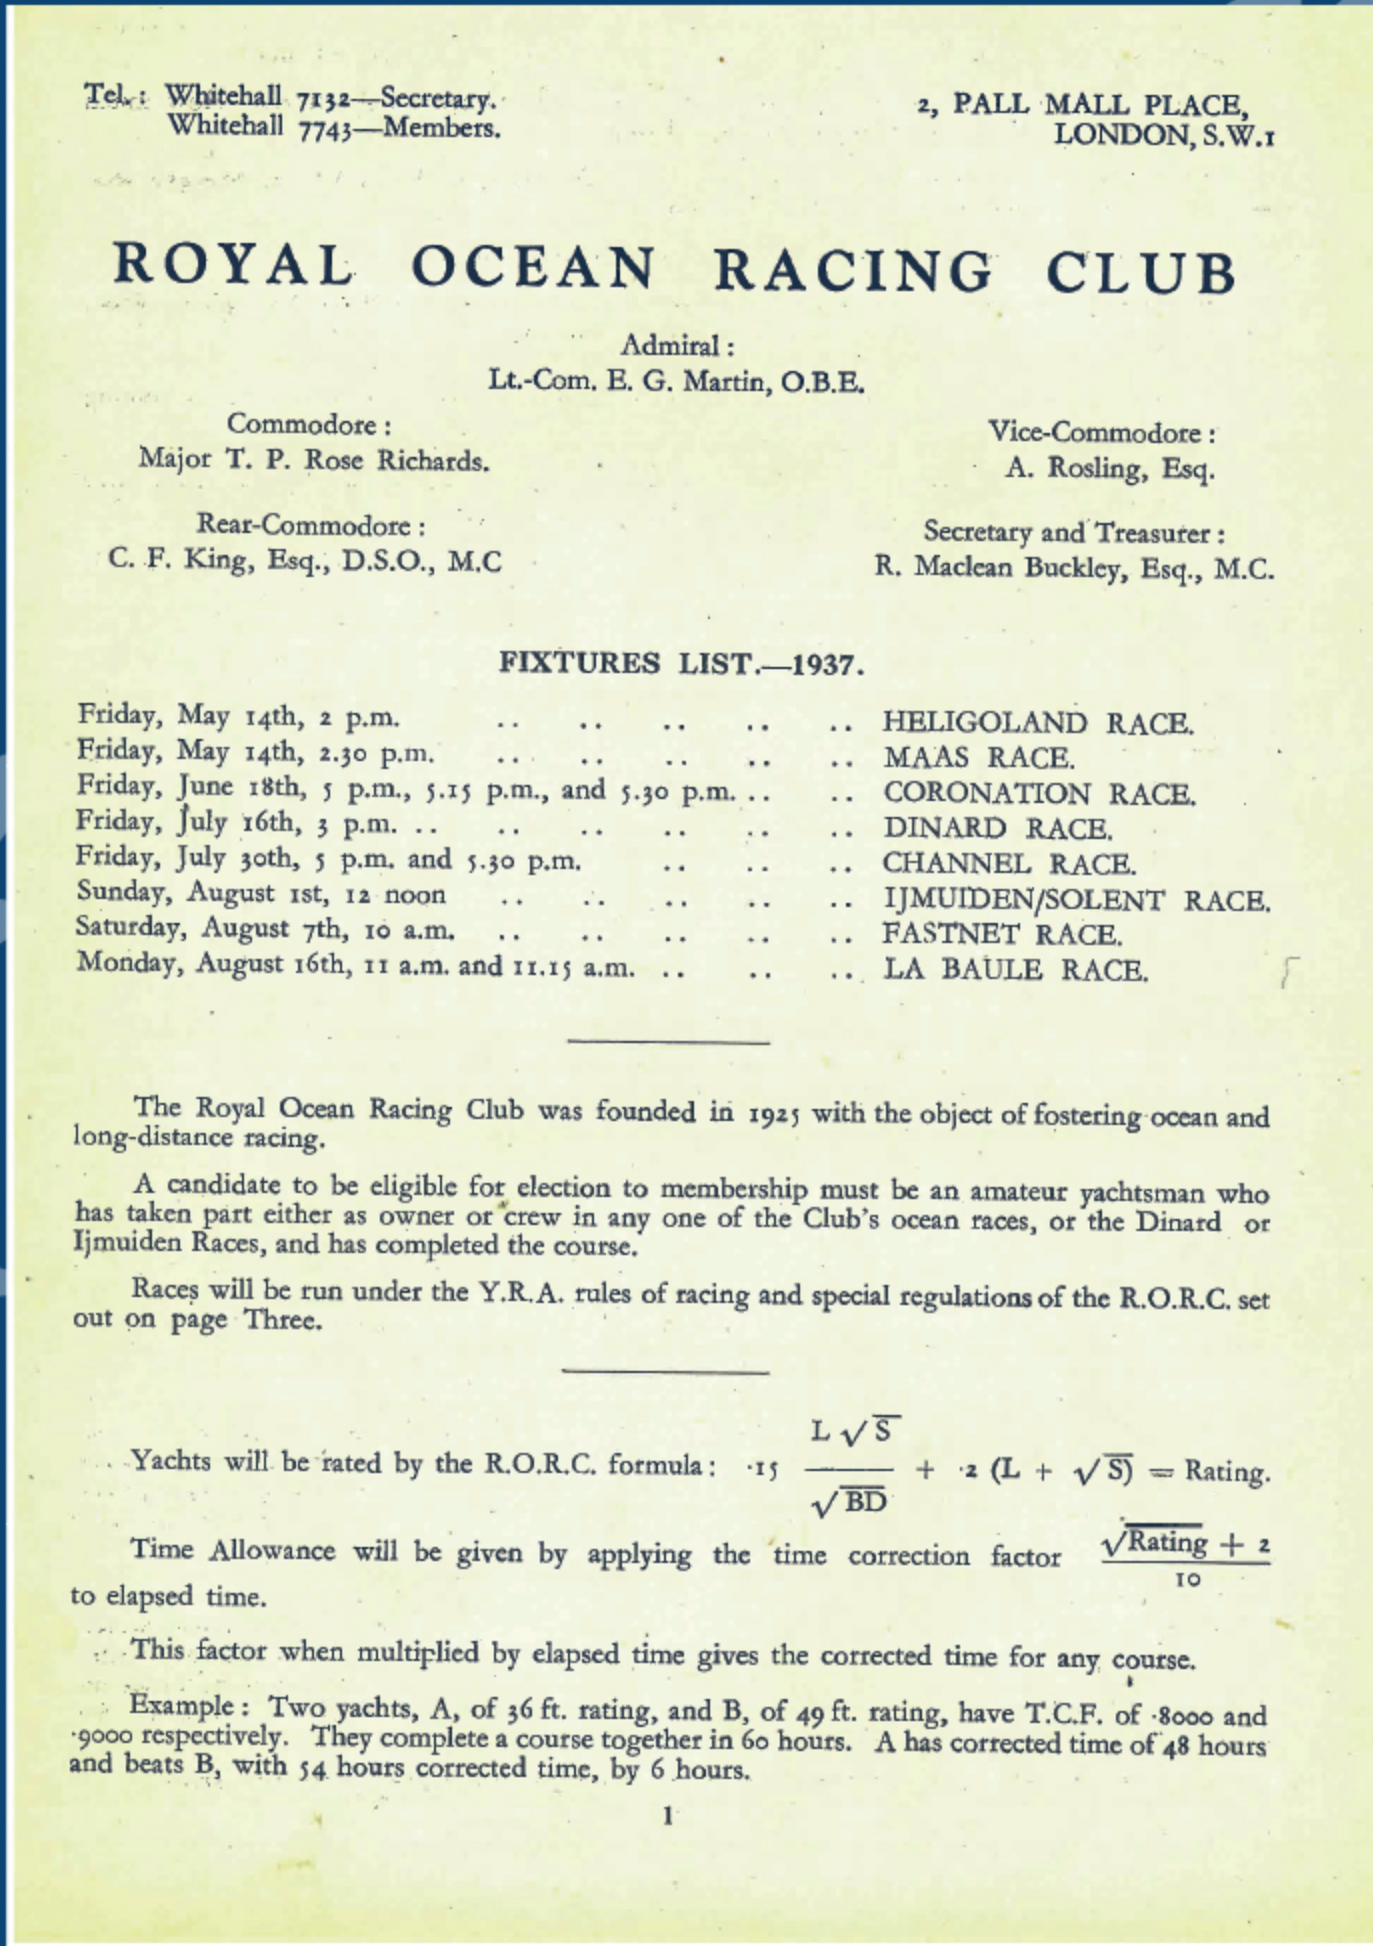 Tel.: Whitehall 7132—Secretary.
Whitehall 7743—Members.
2, PALL MALL PLACE,
LONDON, S.W.1
ROYAL OCEAN RACING CLUB
Admiral :
Lt.-Com. E. G. Martin, O.B.E.
Commodore :
Major T. P. Rose Richards.
Vice-Commodore :
A. Rosling, Esq.
Rear-Commodore :
C. F. King, Esq., D.S.O., M.C
Secretary and Treasurer :
R. Maclean Buckley, Esq., M.C.
FIXTURES LIST.—1937.
Friday, May 14th, 2 p.m. .. .. .. .. .. HELIGOLAND RACE.
Friday, May 14th, 2.30 p.m. .. .. .. .. .. MAAS RACE.
Friday, June 18th, 5 p.m., 5.15 p.m., and 5.30 p.m. .. .. CORONATION RACE.
Friday, July 16th, 3 p.m. .. .. .. .. .. .. DINARD RACE.
Friday, July 30th, 5 p.m. and 5.30 p.m. .. .. .. CHANNEL RACE.
Sunday, August 1st, 12 noon .. .. .. .. .. IJMUIDEN/SOLENT RACE.
Saturday, August 7th, 10 a.m. .. .. .. .. .. FASTNET RACE.
Monday, August 16th, 11 a.m. and 11.15 a.m. .. .. .. LA BAULE RACE.
The Royal Ocean Racing Club was founded in 1925 with the object of fostering ocean and
long-distance racing.
A candidate to be eligible for election to membership must be an amateur yachtsman who
has taken part either as owner or crew in any one of the Club's ocean races, or the Dinard or
Ijmuiden Races, and has completed the course.
Races will be run under the Y.R.A. rules of racing and special regulations of the R.O.R.C. set
out on page Three.
Yachts will be rated by the R.O.R.C. formula : ·15 L √S / √BD + ·2 (L + √S) = Rating.
Time Allowance will be given by applying the time correction factor √Rating + 2 / 10
to elapsed time.
This factor when multiplied by elapsed time gives the corrected time for any course.
Example : Two yachts, A, of 36 ft. rating, and B, of 49 ft. rating, have T.C.F. of ·8000 and
·9000 respectively. They complete a course together in 60 hours. A has corrected time of 48 hours
and beats B, with 54 hours corrected time, by 6 hours.
1